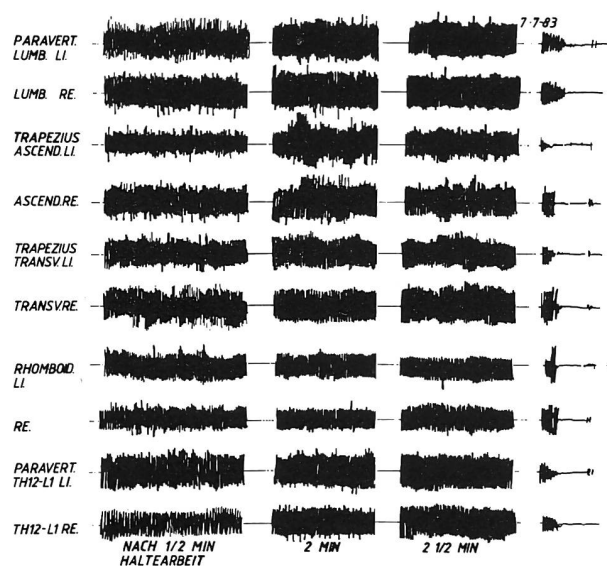 7·7·83
PARAVERT.
LUMB. LI.
LUMB. RE.
TRAPEZIUS
ASCEND. LI.
ASCEND. RE.
TRAPEZIUS
TRANSV. LI.
TRANSV. RE.
RHOMBOID.
LI.
RE.
PARAVERT.
TH12-L1 LI.
TH12-L1 RE.
NACH 1/2 MIN
HALTEARBEIT
2 MIN
2 1/2 MIN